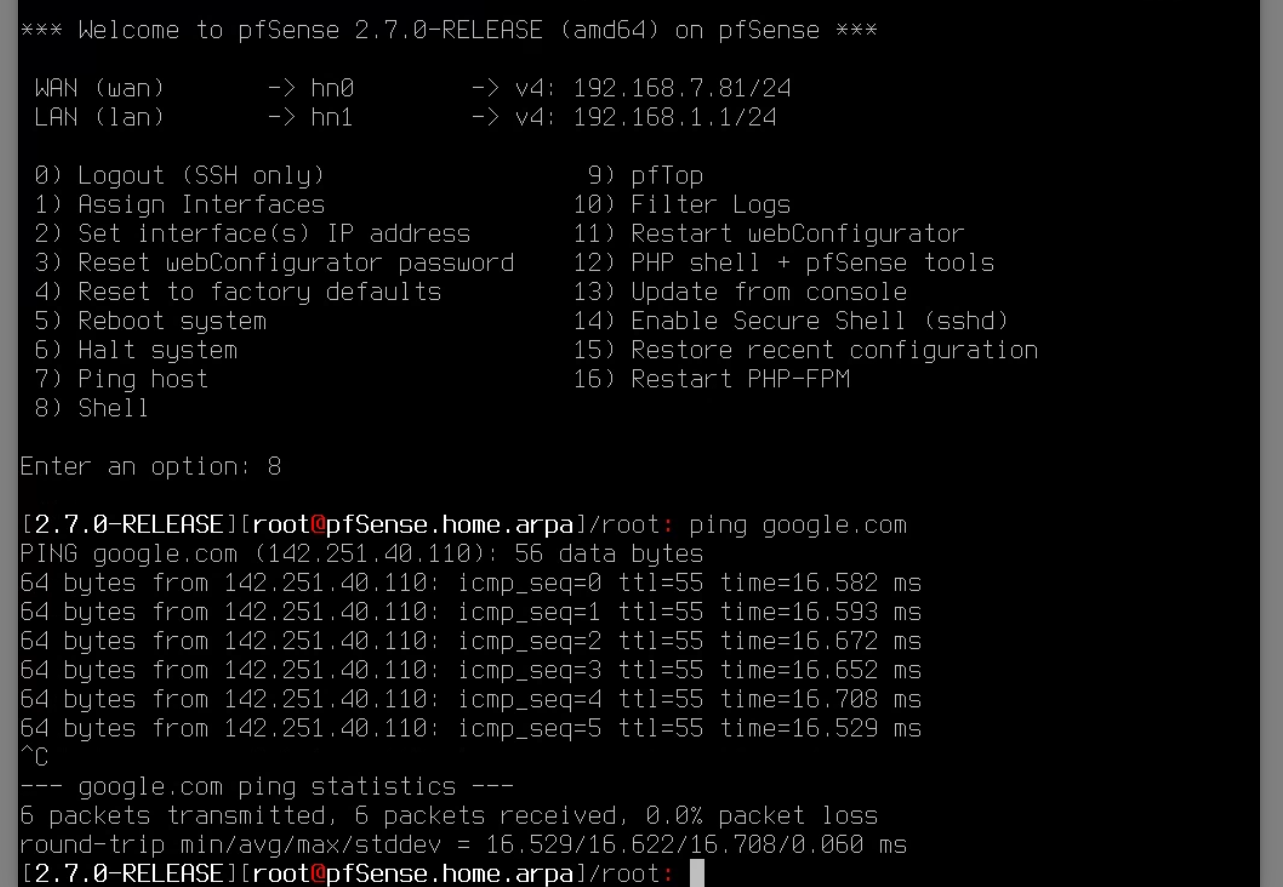 *** Welcome to pfSense 2.7.0-RELEASE (amd64) on pfSense ***
WAN (wan) -> hn0 -> v4: 192.168.7.81/24
LAN (lan) -> hn1 -> v4: 192.168.1.1/24
0) Logout (SSH only) 9) pfTop
1) Assign Interfaces 10) Filter Logs
2) Set interface(s) IP address 11) Restart webConfigurator
3) Reset webConfigurator password 12) PHP shell + pfSense tools
4) Reset to factory defaults 13) Update from console
5) Reboot system 14) Enable Secure Shell (sshd)
6) Halt system 15) Restore recent configuration
7) Ping host 16) Restart PHP-FPM
8) Shell
Enter an option: 8
[2.7.0-RELEASE][root@pfSense.home.arpa]/root: ping google.com
PING google.com (142.251.40.110): 56 data bytes
64 bytes from 142.251.40.110: icmp_seq=0 ttl=55 time=16.582 ms
64 bytes from 142.251.40.110: icmp_seq=1 ttl=55 time=16.593 ms
64 bytes from 142.251.40.110: icmp_seq=2 ttl=55 time=16.672 ms
64 bytes from 142.251.40.110: icmp_seq=3 ttl=55 time=16.652 ms
64 bytes from 142.251.40.110: icmp_seq=4 ttl=55 time=16.708 ms
64 bytes from 142.251.40.110: icmp_seq=5 ttl=55 time=16.529 ms
^C
--- google.com ping statistics ---
6 packets transmitted, 6 packets received, 0.0% packet loss
round-trip min/avg/max/stddev = 16.529/16.622/16.708/0.060 ms
[2.7.0-RELEASE][root@pfSense.home.arpa]/root: